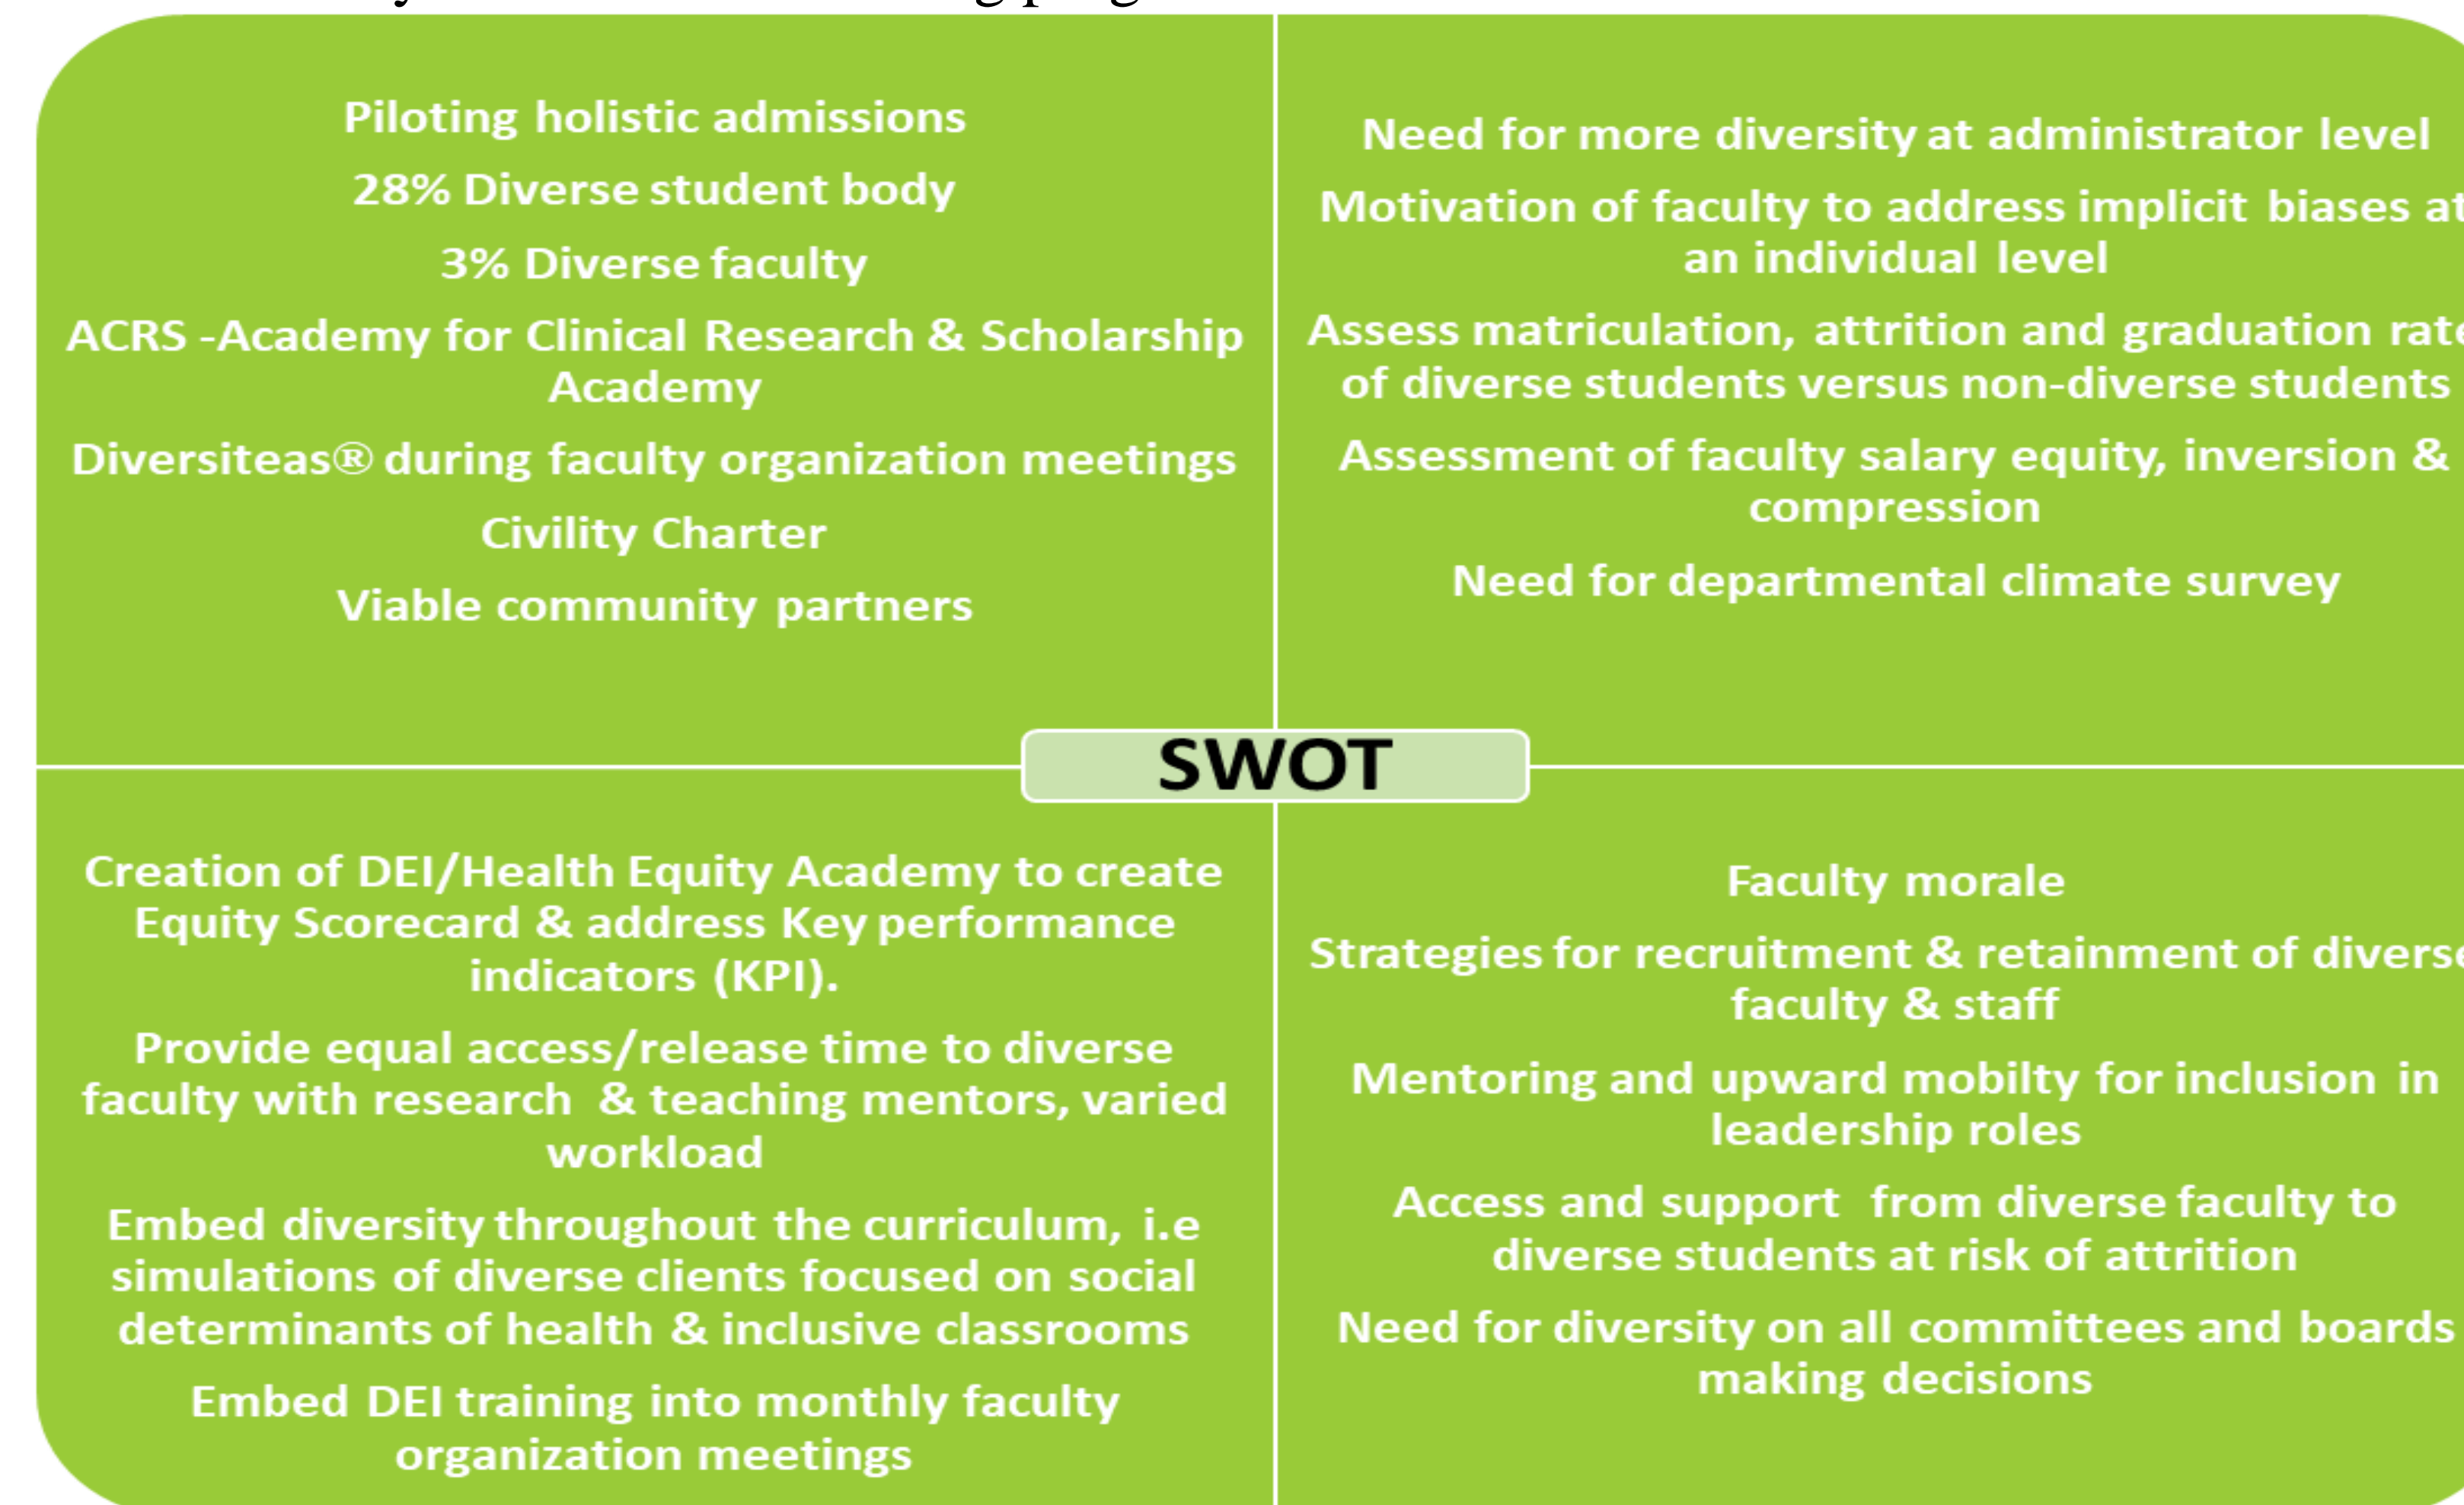 Piloting holistic admissions
28% Diverse student body
3% Diverse faculty
ACRS -Academy for Clinical Research & Scholarship
Academy
Diversiteas® during faculty organization meetings
Civility Charter
Viable community partners
Need for more diversity at administrator level
Motivation of faculty to address implicit biases at
an individual level
Assess matriculation, attrition and graduation rate
of diverse students versus non-diverse students
Assessment of faculty salary equity, inversion &
compression
Need for departmental climate survey
SWOT
Creation of DEI/Health Equity Academy to create
Equity Scorecard & address Key performance
indicators (KPI).
Provide equal access/release time to diverse
faculty with research & teaching mentors, varied
workload
Embed diversity throughout the curriculum, i.e
simulations of diverse clients focused on social
determinants of health & inclusive classrooms
Embed DEI training into monthly faculty
organization meetings
Faculty morale
Strategies for recruitment & retainment of diverse
faculty & staff
Mentoring and upward mobilty for inclusion in
leadership roles
Access and support from diverse faculty to
diverse students at risk of attrition
Need for diversity on all committees and boards
making decisions